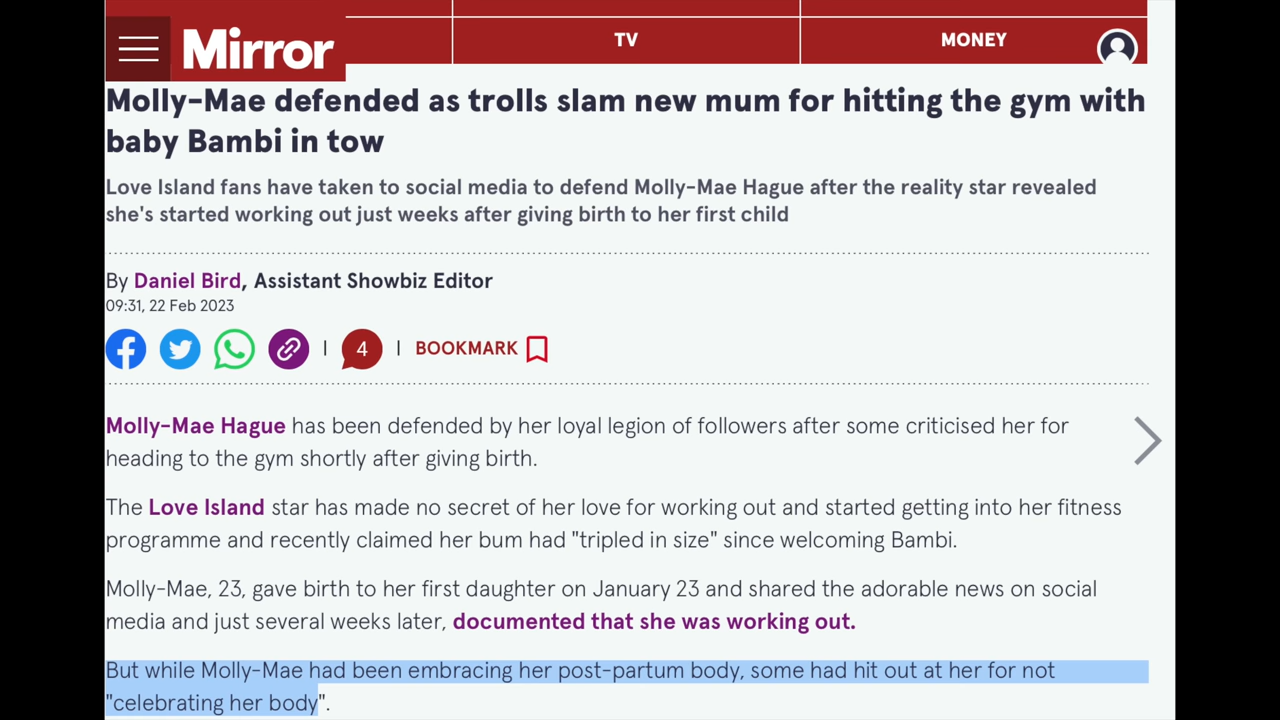 Mirror
TV
MONEY
Molly-Mae defended as trolls slam new mum for hitting the gym with
baby Bambi in tow
Love Island fans have taken to social media to defend Molly-Mae Hague after the reality star revealed
she's started working out just weeks after giving birth to her first child
By Daniel Bird, Assistant Showbiz Editor
09:31, 22 Feb 2023
4 | BOOKMARK
Molly-Mae Hague has been defended by her loyal legion of followers after some criticised her for
heading to the gym shortly after giving birth.
The Love Island star has made no secret of her love for working out and started getting into her fitness
programme and recently claimed her bum had "tripled in size" since welcoming Bambi.
Molly-Mae, 23, gave birth to her first daughter on January 23 and shared the adorable news on social
media and just several weeks later, documented that she was working out.
But while Molly-Mae had been embracing her post-partum body, some had hit out at her for not
"celebrating her body".